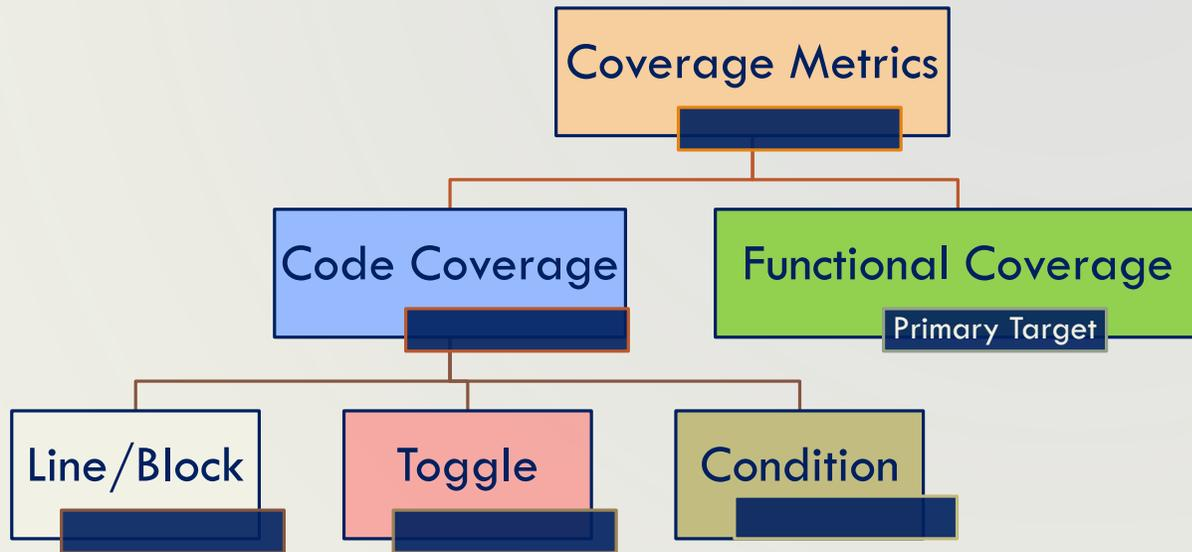 Coverage Metrics
Code Coverage
Functional Coverage
Primary Target
Line/Block
Toggle
Condition